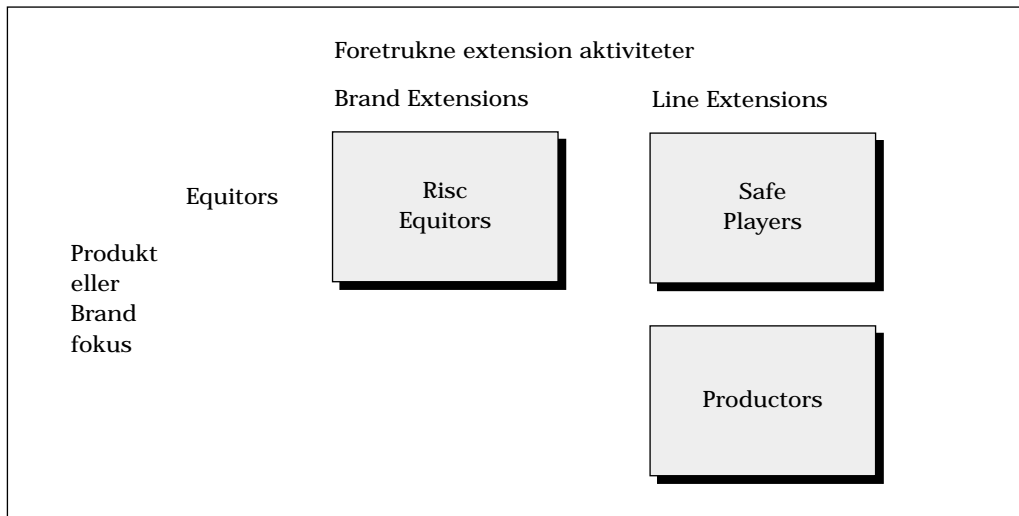 Foretrukne extension aktiviteter
Brand Extensions
Line Extensions
Equitors
Risc
Equitors
Safe
Players
Produkt
eller
Brand
fokus
Productors